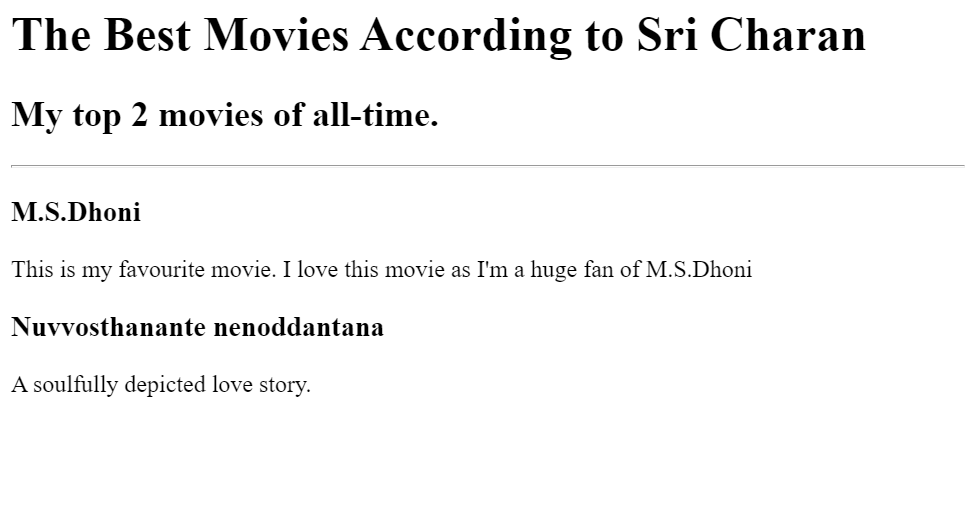 The Best Movies According to Sri Charan
My top 2 movies of all-time.
M.S.Dhoni
This is my favourite movie. I love this movie as I'm a huge fan of M.S.Dhoni
Nuvvosthanante nenoddantana
A soulfully depicted love story.